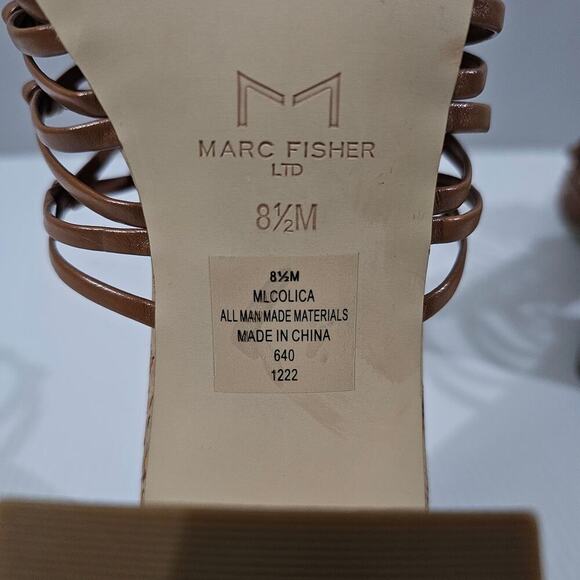 MARC FISHER
LTD
8½M
8½M
MLCOLICA
ALL MAN MADE MATERIALS
MADE IN CHINA
640
1222